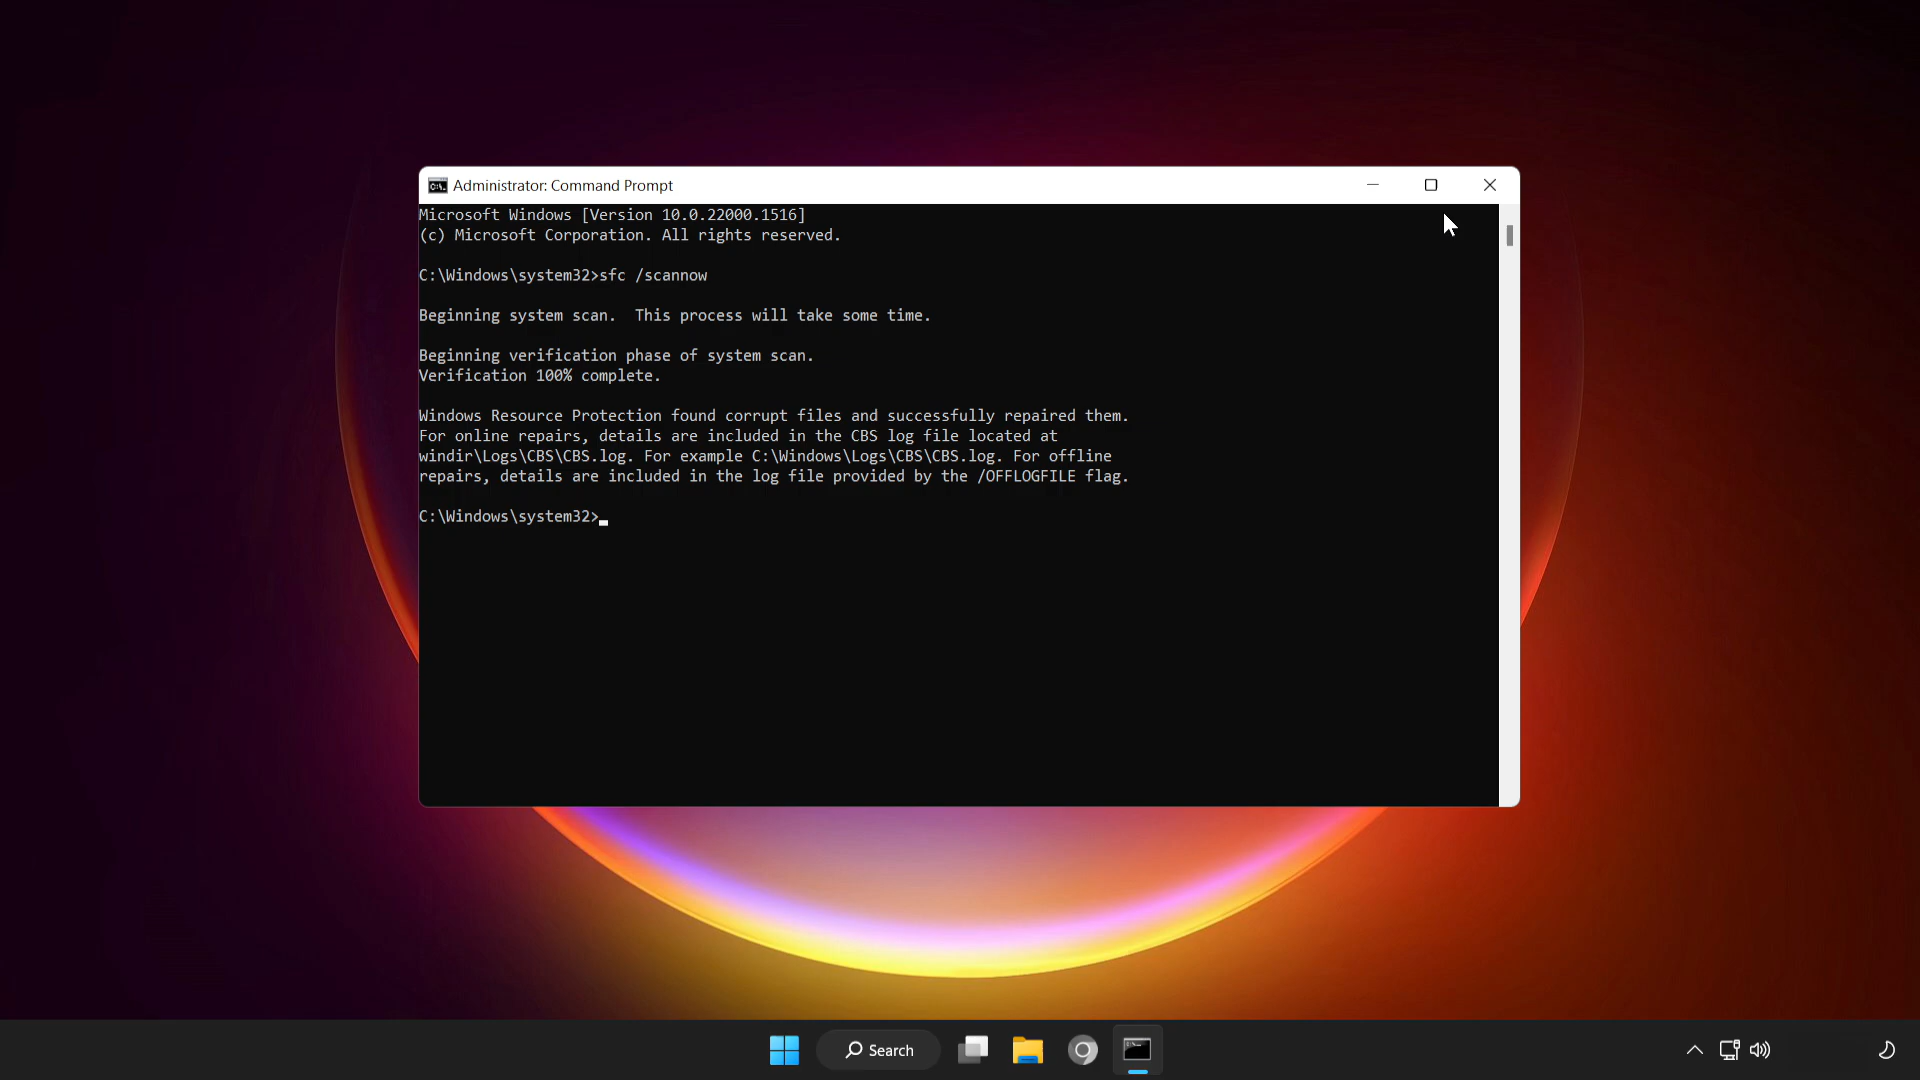 Administrator: Command Prompt
Microsoft Windows [Version 10.0.22000.1516]
(c) Microsoft Corporation. All rights reserved.
C:\Windows\system32>sfc /scannow
Beginning system scan.  This process will take some time.
Beginning verification phase of system scan.
Verification 100% complete.
Windows Resource Protection found corrupt files and successfully repaired them.
For online repairs, details are included in the CBS log file located at
windir\Logs\CBS\CBS.log. For example C:\Windows\Logs\CBS\CBS.log. For offline
repairs, details are included in the log file provided by the /OFFLOGFILE flag.
C:\Windows\system32>
Search